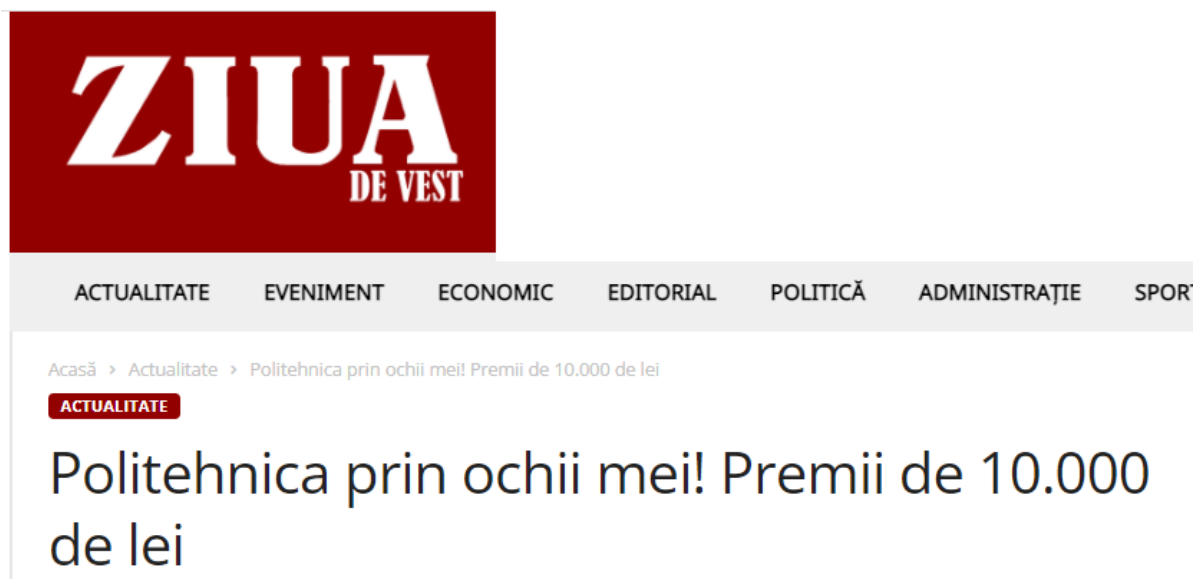 ZIUA
DE VEST
ACTUALITATE EVENIMENT ECONOMIC EDITORIAL POLITICĂ ADMINISTRAȚIE SPORT
Acasă › Actualitate › Politehnica prin ochii mei! Premii de 10.000 de lei
ACTUALITATE
Politehnica prin ochii mei! Premii de 10.000
de lei